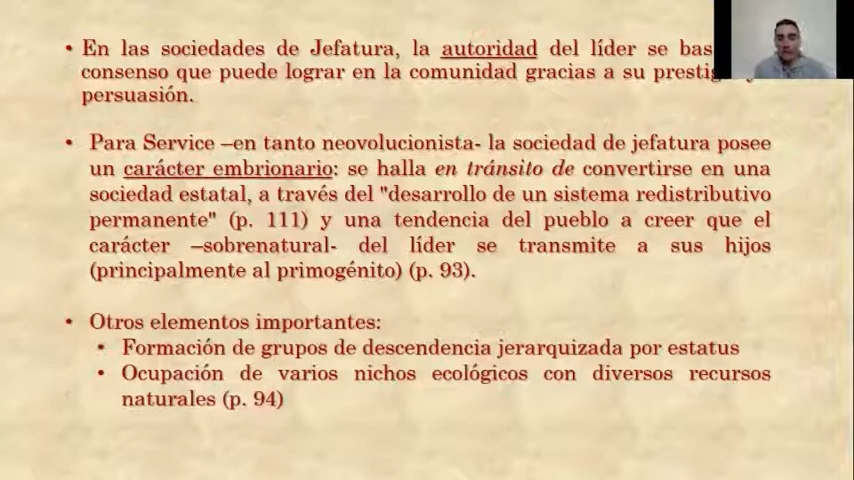 • En las sociedades de Jefatura, la autoridad del líder se
consenso que puede lograr en la comunidad gracias a su
persuasión.
• Para Service –en tanto neovolucionista- la sociedad de jefatura posee
un carácter embrionario: se halla en tránsito de convertirse en una
sociedad estatal, a través del "desarrollo de un sistema redistributivo
permanente" (p. 111) y una tendencia del pueblo a creer que el
carácter –sobrenatural- del líder se transmite a sus hijos
(principalmente al primogénito) (p. 93).
• Otros elementos importantes:
• Formación de grupos de descendencia jerarquizada por estatus
• Ocupación de varios nichos ecológicos con diversos recursos
naturales (p. 94)